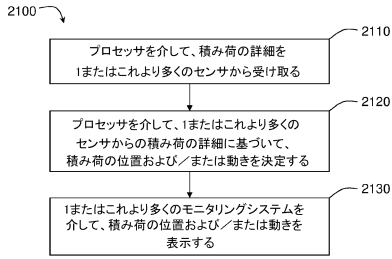 2100
2110
プロセッサを介して、積み荷の詳細を
1またはこれより多くのセンサから受け取る
2120
プロセッサを介して、1またはこれより多くの
センサからの積み荷の詳細に基づいて、
積み荷の位置および／または動きを決定する
2130
1またはこれより多くのモニタリングシステムを
介して、積み荷の位置および/または動きを
表示する